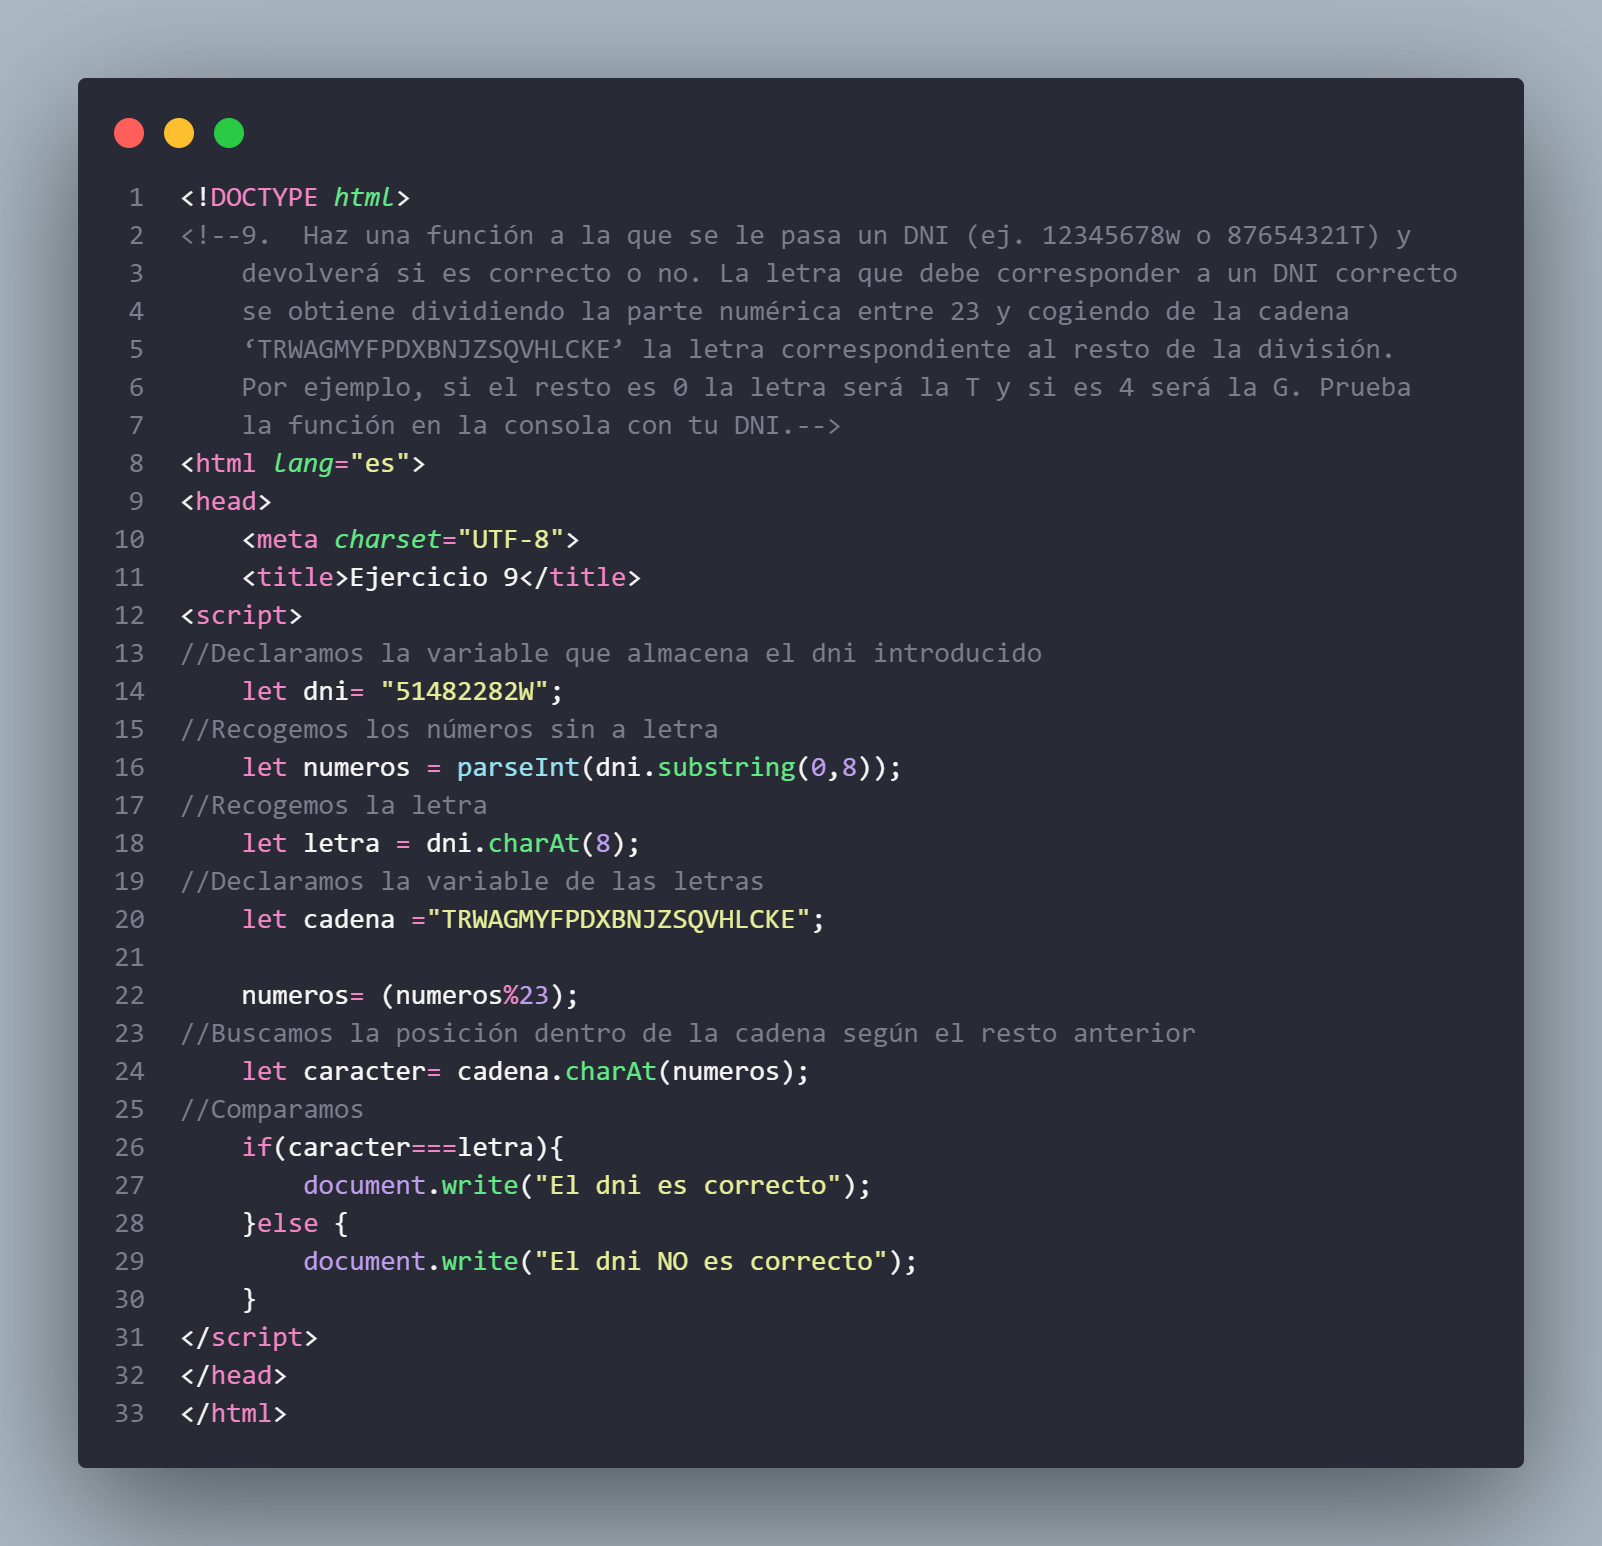 1 <!DOCTYPE html>
2 <!--9.  Haz una función a la que se le pasa un DNI (ej. 12345678w o 87654321T) y
3     devolverá si es correcto o no. La letra que debe corresponder a un DNI correcto
4     se obtiene dividiendo la parte numérica entre 23 y cogiendo de la cadena
5     ‘TRWAGMYFPDXBNJZSQVHLCKE’ la letra correspondiente al resto de la división.
6     Por ejemplo, si el resto es 0 la letra será la T y si es 4 será la G. Prueba
7     la función en la consola con tu DNI.-->
8 <html lang="es">
9 <head>
10     <meta charset="UTF-8">
11     <title>Ejercicio 9</title>
12 <script>
13 //Declaramos la variable que almacena el dni introducido
14     let dni= "51482282W";
15 //Recogemos los números sin a letra
16     let numeros = parseInt(dni.substring(0,8));
17 //Recogemos la letra
18     let letra = dni.charAt(8);
19 //Declaramos la variable de las letras
20     let cadena ="TRWAGMYFPDXBNJZSQVHLCKE";
21
22     numeros= (numeros%23);
23 //Buscamos la posición dentro de la cadena según el resto anterior
24     let caracter= cadena.charAt(numeros);
25 //Comparamos
26     if(caracter===letra){
27         document.write("El dni es correcto");
28     }else {
29         document.write("El dni NO es correcto");
30     }
31 </script>
32 </head>
33 </html>